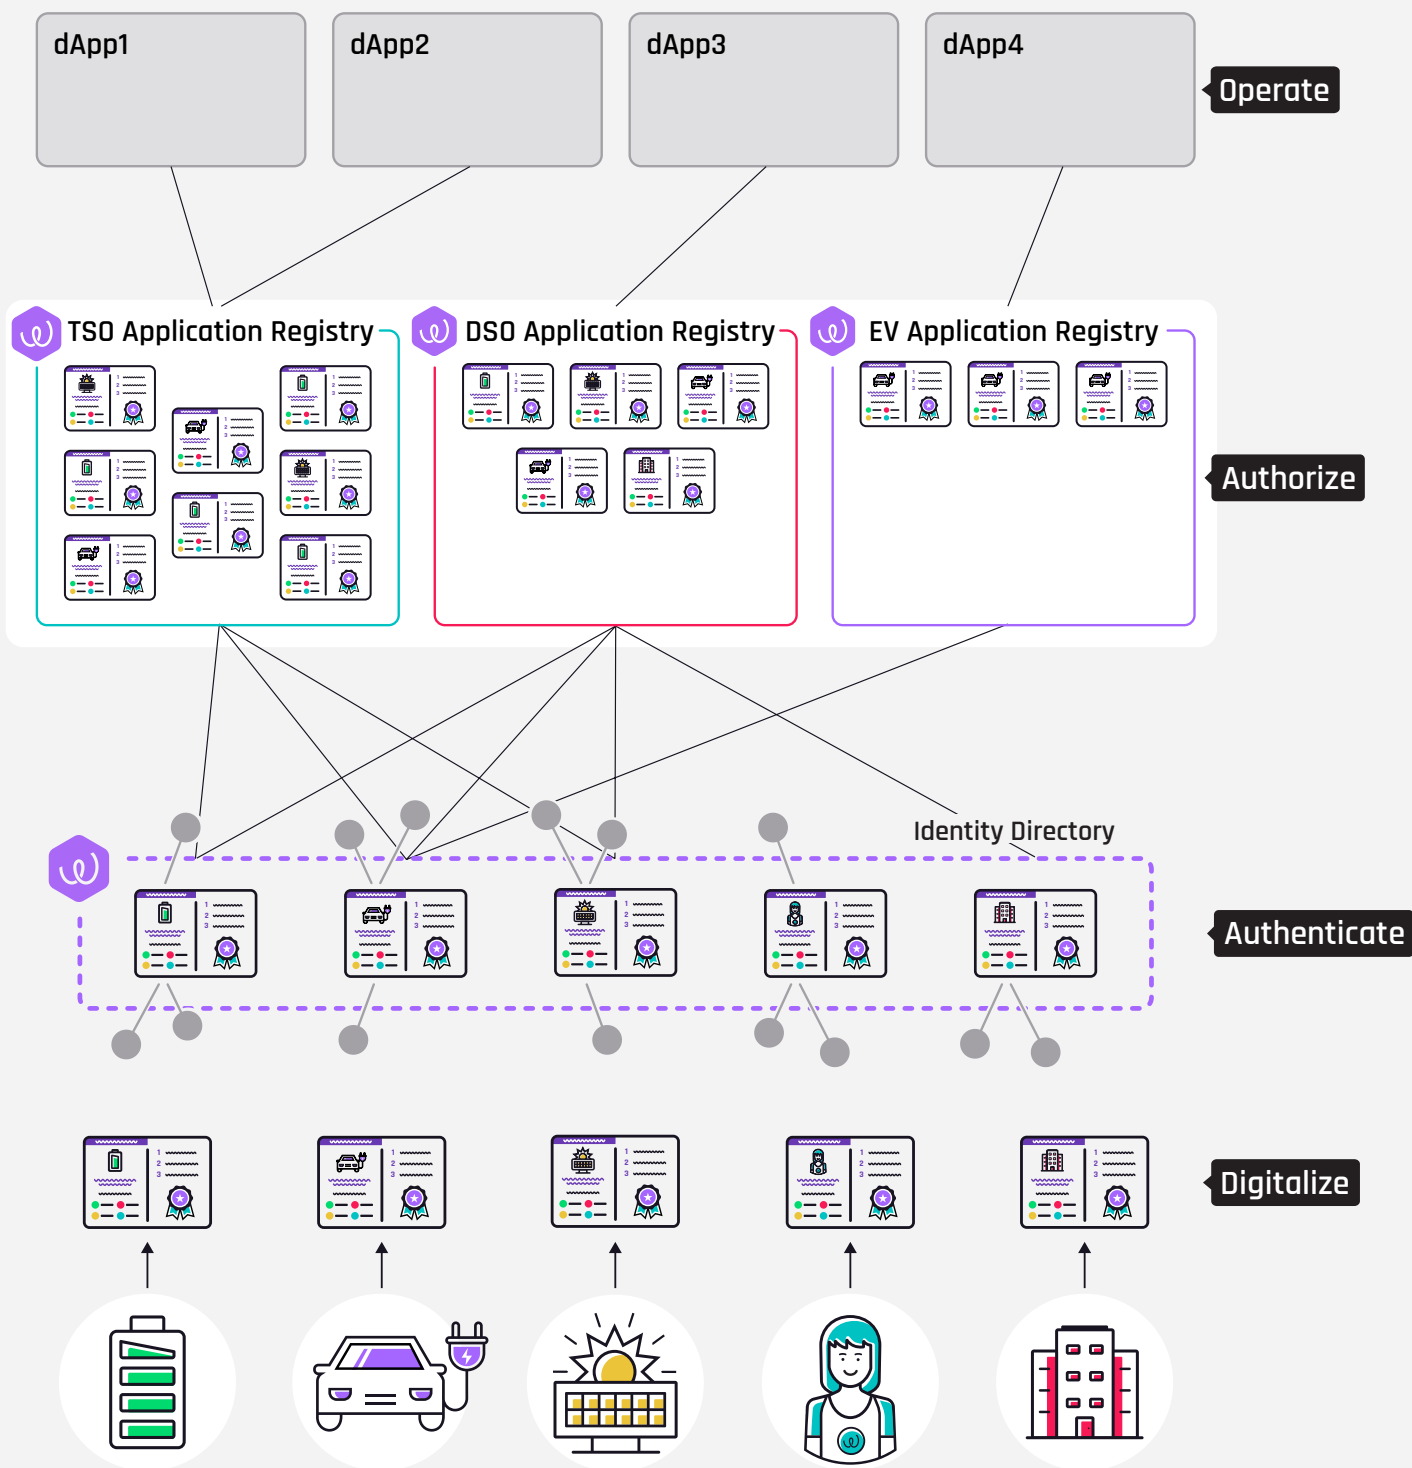 dApp1
dApp2
dApp3
dApp4
Operate
TSO Application Registry
DSO Application Registry
EV Application Registry
Authorize
Identity Directory
Authenticate
Digitalize